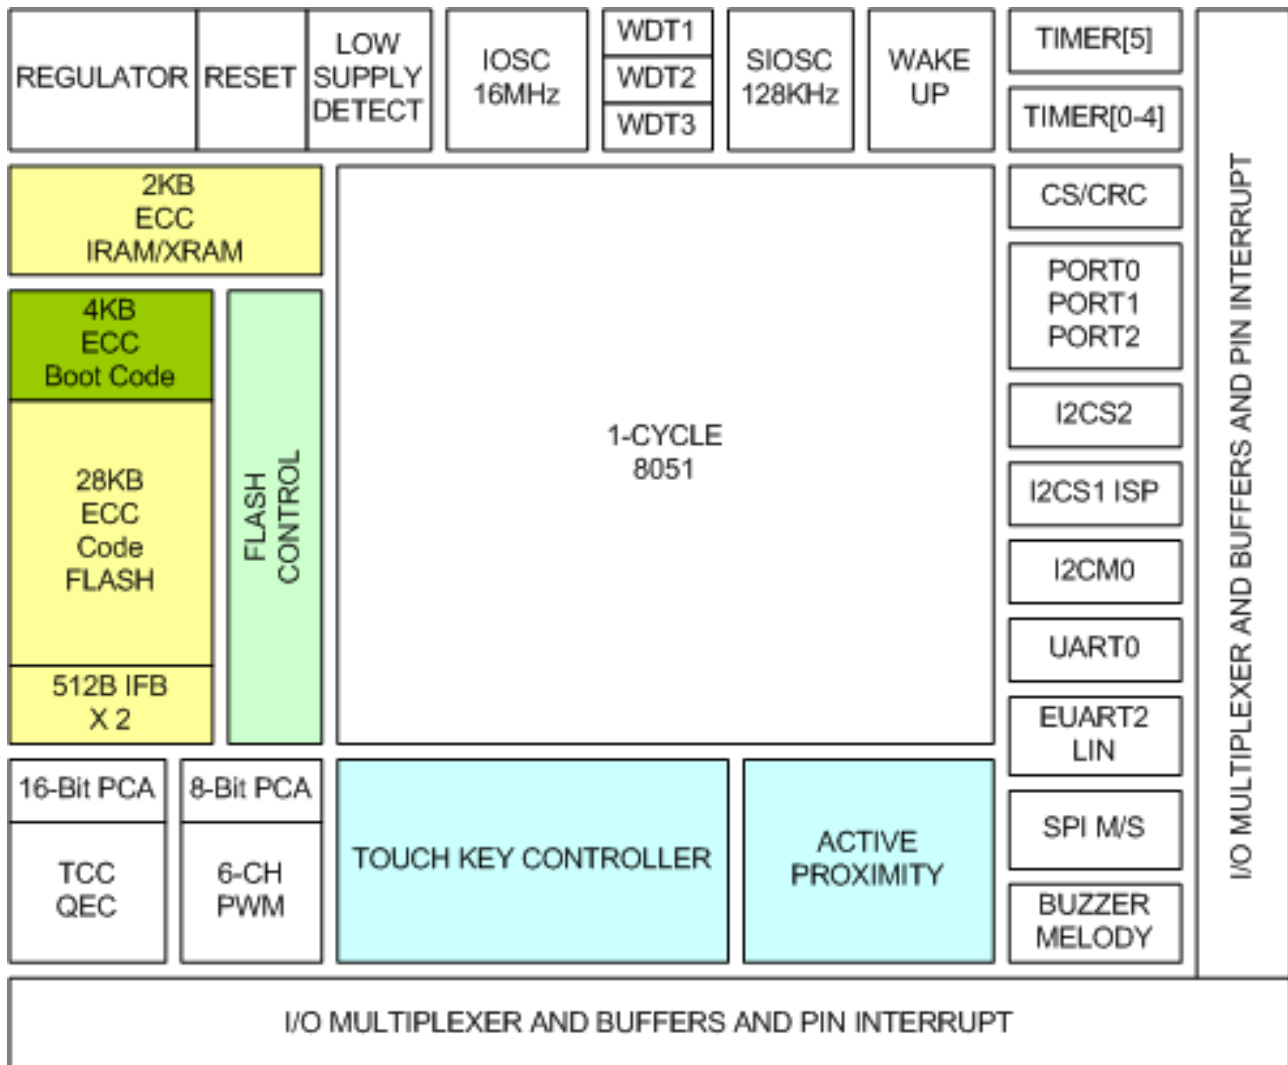 REGULATOR
RESET
LOW
SUPPLY
DETECT
IOSC
16MHz
WDT1
WDT2
WDT3
SIOSC
128KHz
WAKE
UP
TIMER[5]
TIMER[0-4]
2KB
ECC
IRAM/XRAM
4KB
ECC
Boot Code
28KB
ECC
Code
FLASH
512B IFB
X 2
FLASH
CONTROL
1-CYCLE
8051
CS/CRC
PORT0
PORT1
PORT2
I2CS2
I2CS1 ISP
I2CM0
UART0
EUART2
LIN
SPI M/S
BUZZER
MELODY
I/O MULTIPLEXER AND BUFFERS AND PIN INTERRUPT
16-Bit PCA
TCC
QEC
8-Bit PCA
6-CH
PWM
TOUCH KEY CONTROLLER
ACTIVE
PROXIMITY
I/O MULTIPLEXER AND BUFFERS AND PIN INTERRUPT